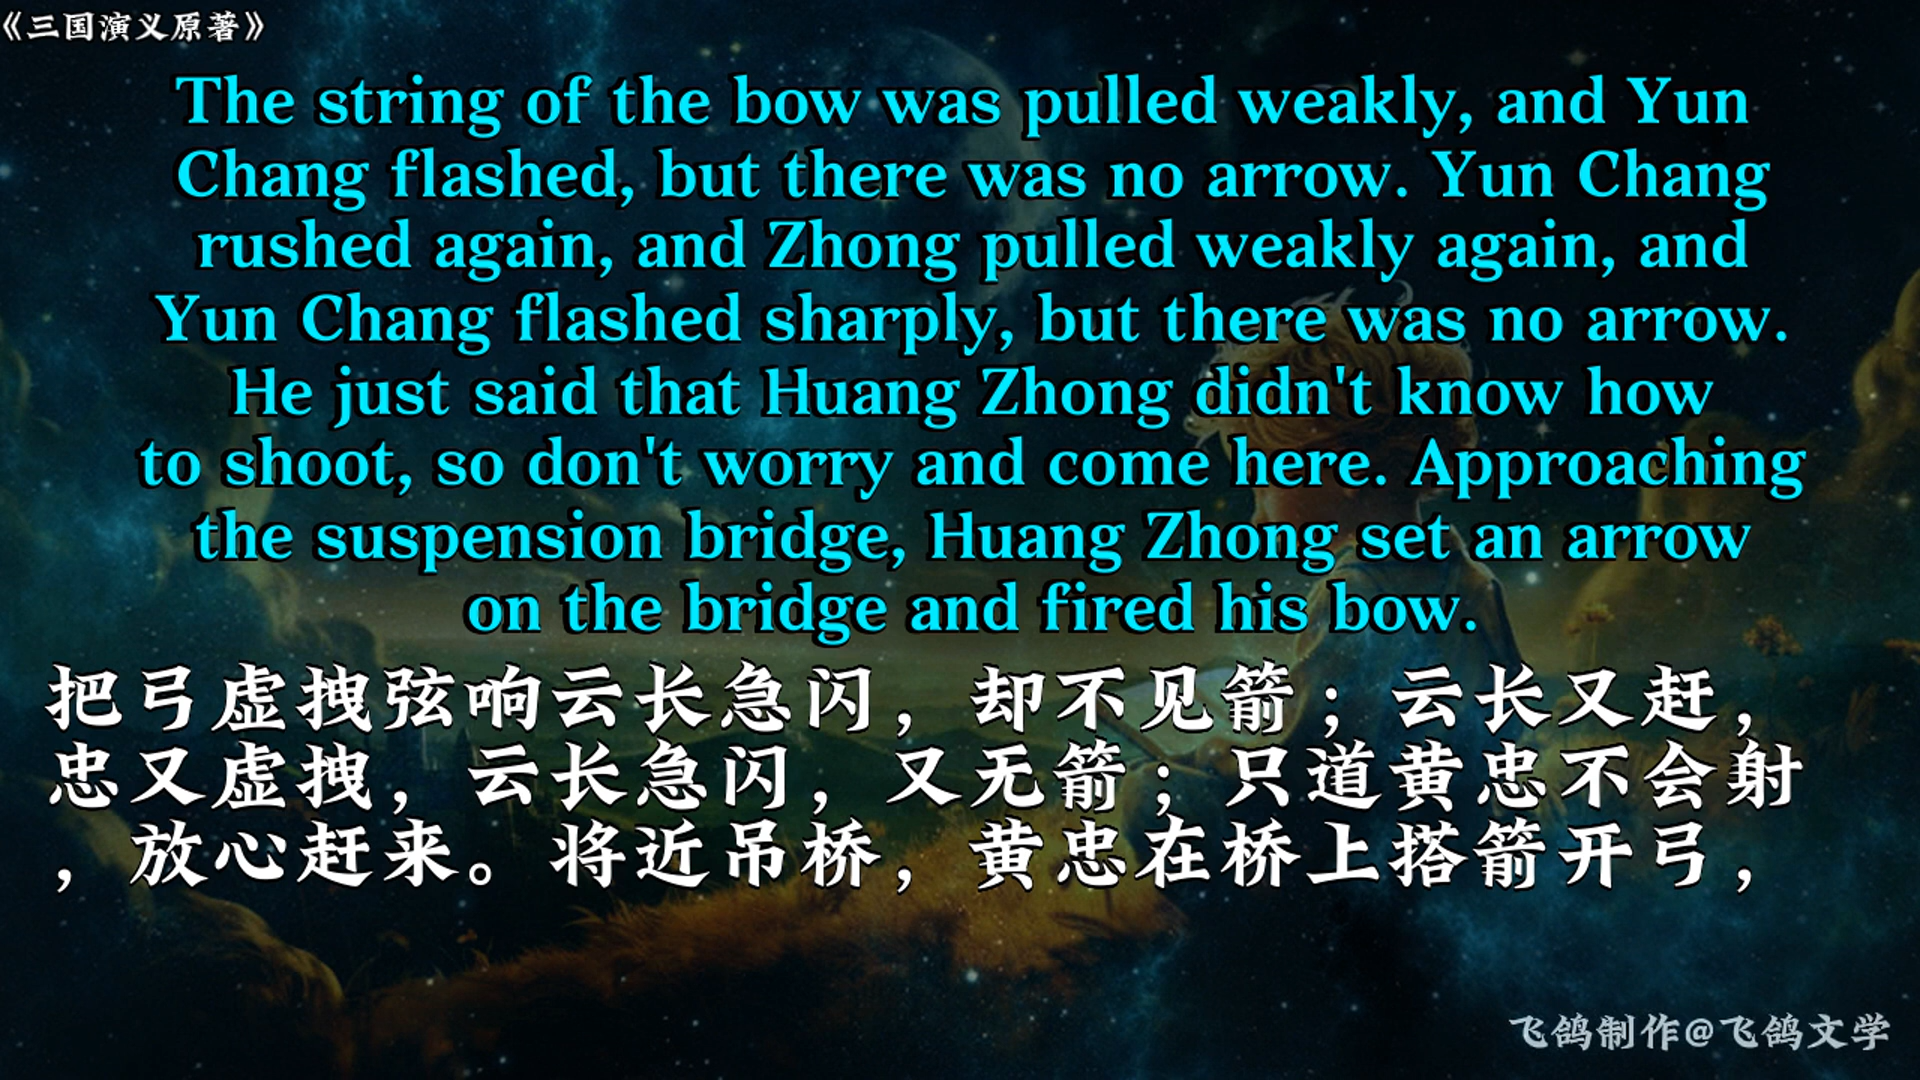 《三国演义原著》
The string of the bow was pulled weakly, and Yun
Chang flashed, but there was no arrow. Yun Chang
rushed again, and Zhong pulled weakly again, and
Yun Chang flashed sharply, but there was no arrow.
He just said that Huang Zhong didn't know how
to shoot, so don't worry and come here. Approaching
the suspension bridge, Huang Zhong set an arrow
on the bridge and fired his bow.
把弓虚拽弦响云长急闪，却不见箭；云长又赶，
忠又虚拽，云长急闪，又无箭；只道黄忠不会射
，放心赶来。将近吊桥，黄忠在桥上搭箭开弓，
飞鸽制作@飞鸽文学